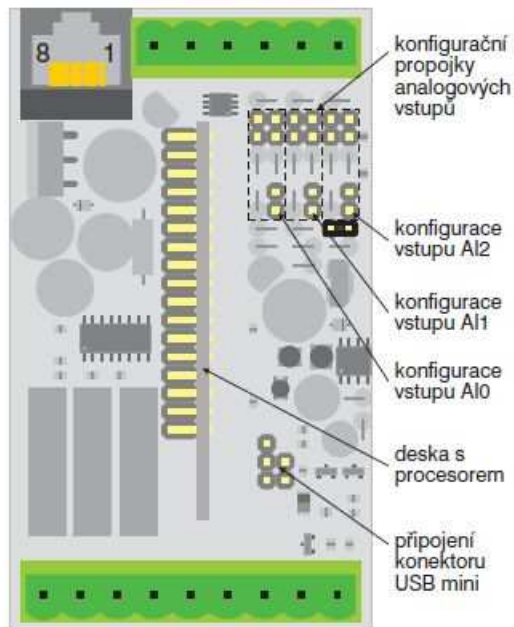 8 1
konfigurační
propojky
analogových
vstupů
konfigurace
vstupu AI2
konfigurace
vstupu AI1
konfigurace
vstupu AI0
deska s
procesorem
připojení
konektoru
USB mini